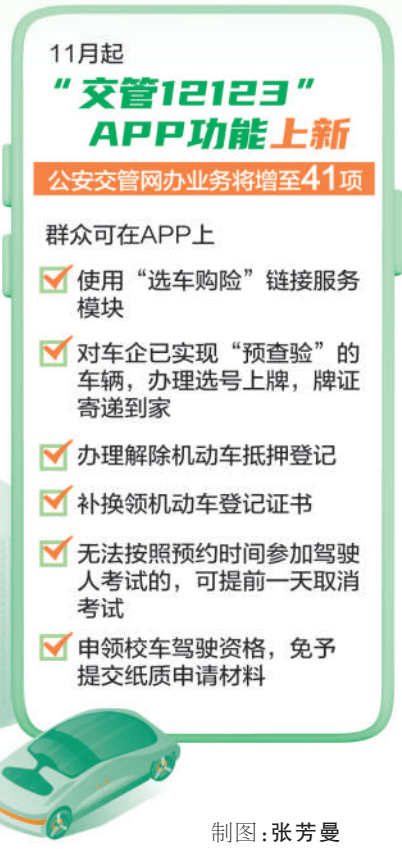 11月起
“交管12123”
APP功能上新
公安交管网办业务将增至41项
群众可在APP上
使用“选车购险”链接服务
模块
对车企已实现“预查验”的
车辆，办理选号上牌，牌证
寄递到家
办理解除机动车抵押登记
补换领机动车登记证书
无法按照预约时间参加驾驶
人考试的，可提前一天取消
考试
申领校车驾驶资格，免予
提交纸质申请材料
制图:张芳曼